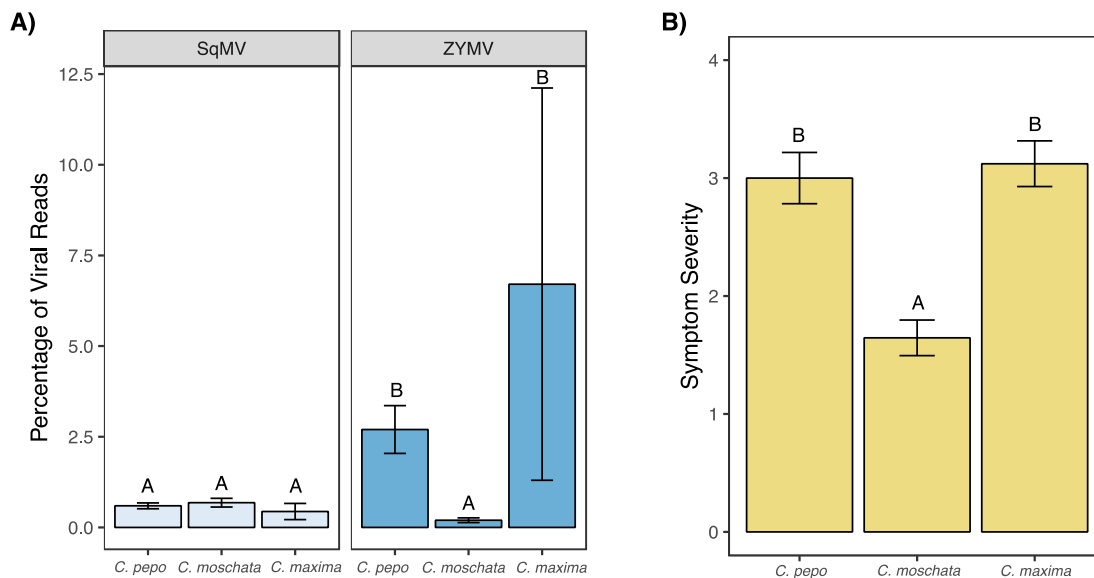 A)
SqMV
ZYMV
Percentage of Viral Reads
12.5
10.0
7.5
5.0
2.5
0.0
A
A
A
B
A
B
C. pepo
C. moschata
C. maxima
C. pepo
C. moschata
C. maxima
B)
Symptom Severity
4
3
2
1
0
B
A
B
C. pepo
C. moschata
C. maxima